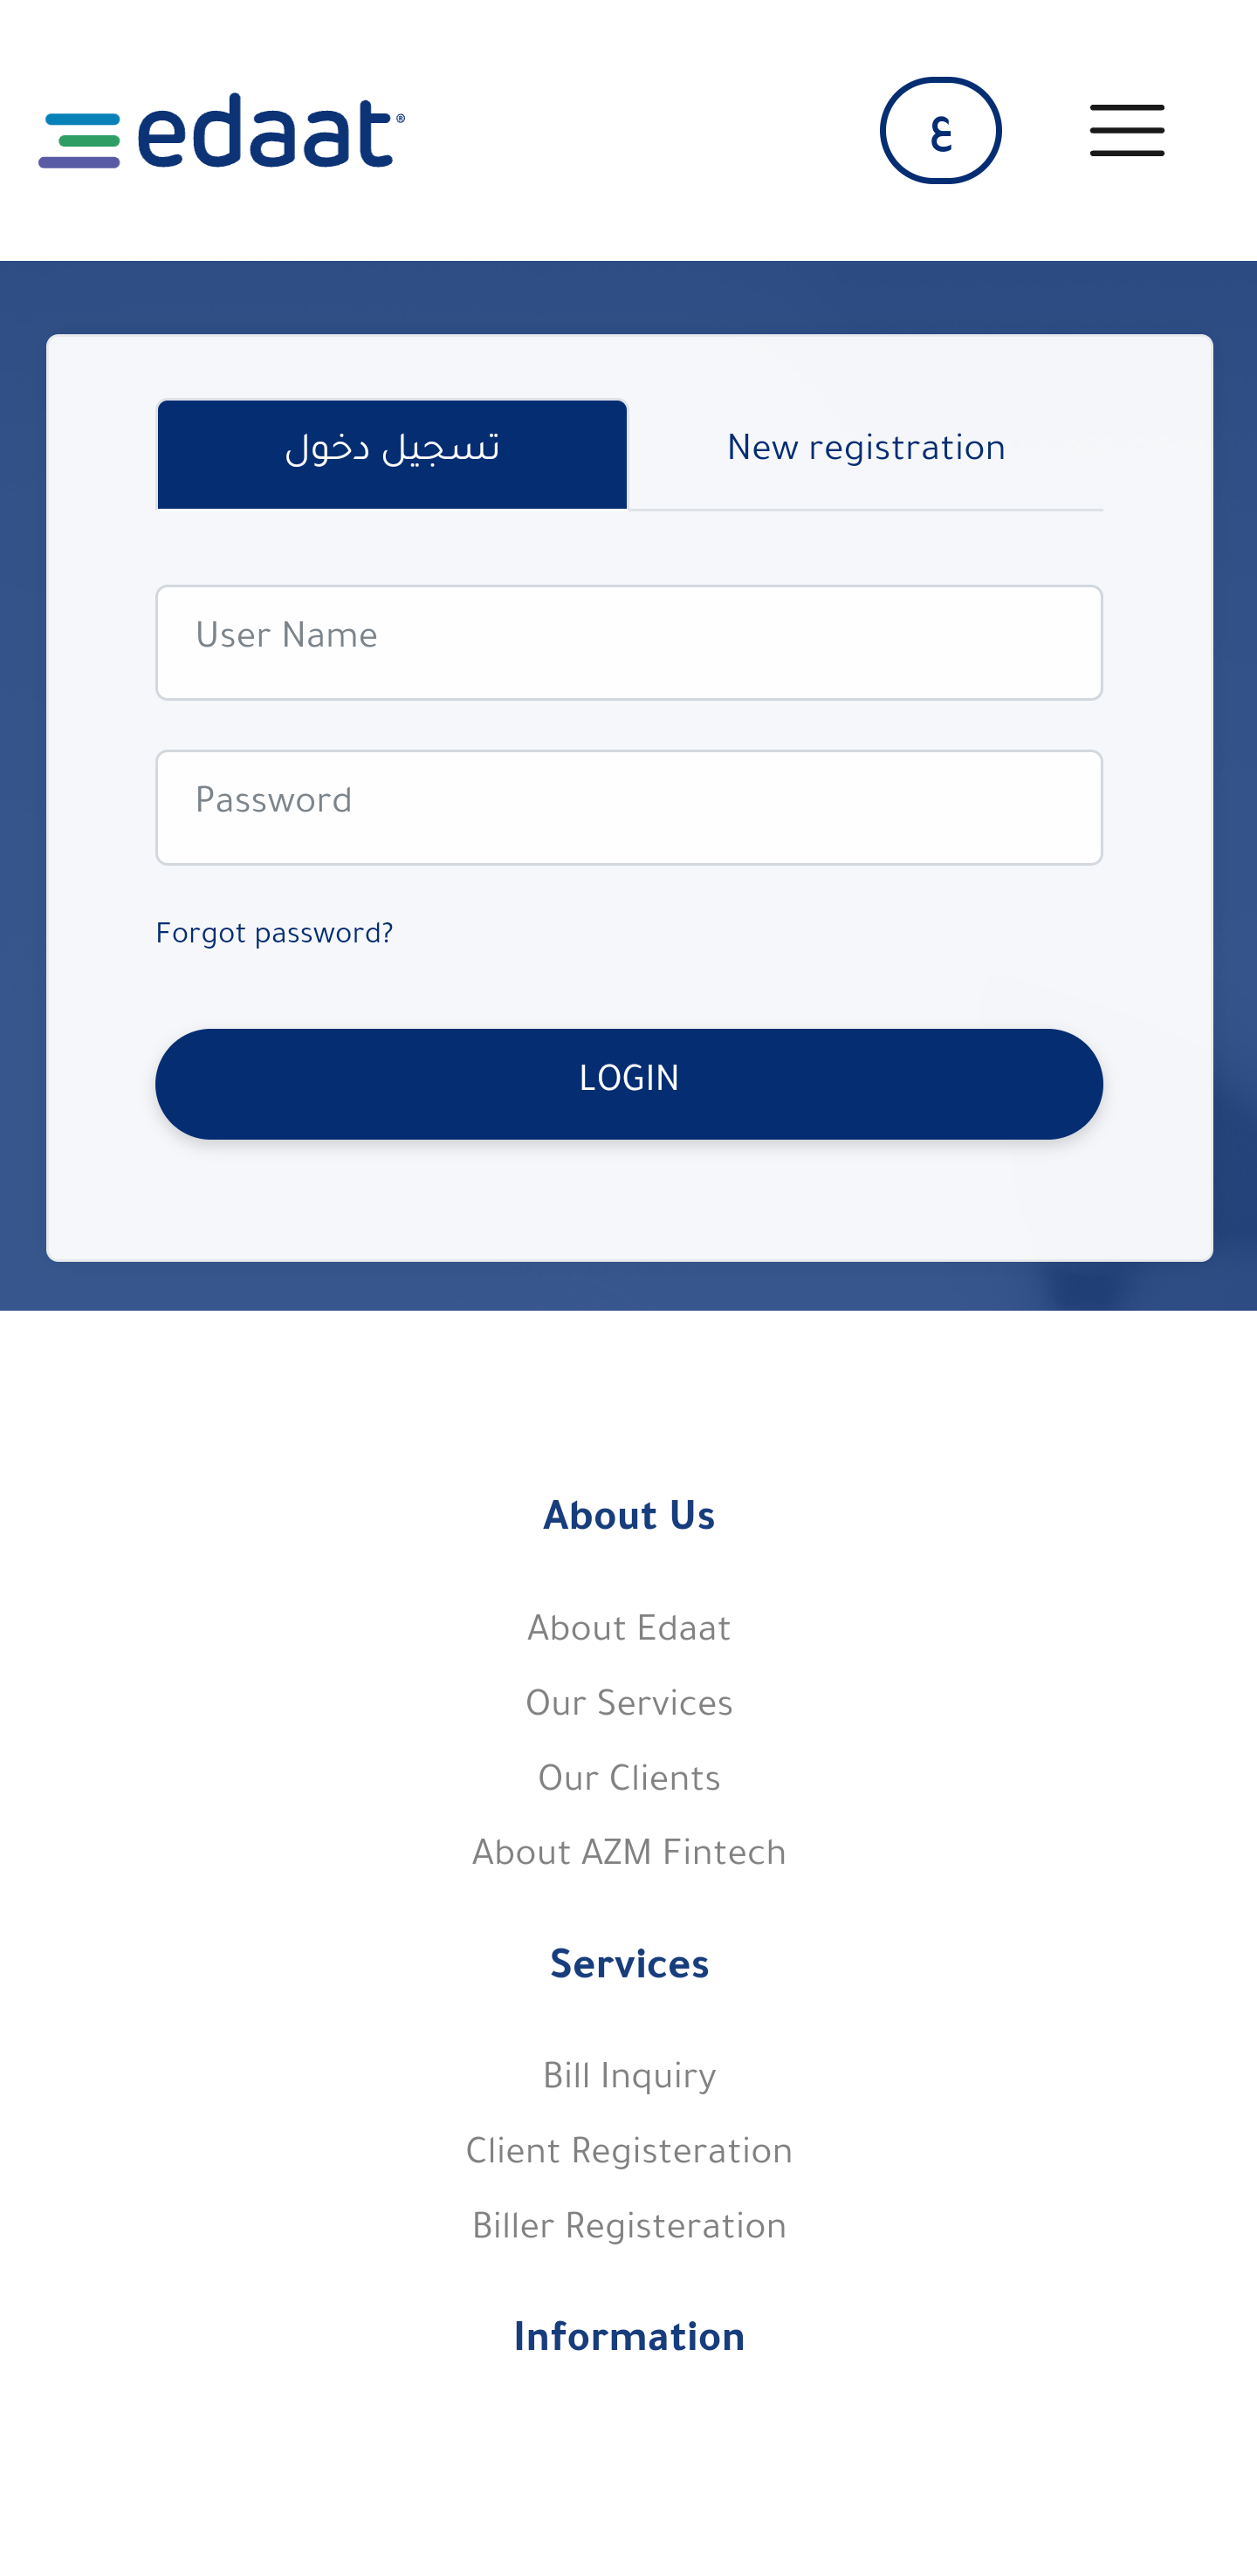 edaat®
ع
تسجيل دخول
New registration
User Name
Password
Forgot password?
LOGIN
About Us
About Edaat
Our Services
Our Clients
About AZM Fintech
Services
Bill Inquiry
Client Registeration
Biller Registeration
Information